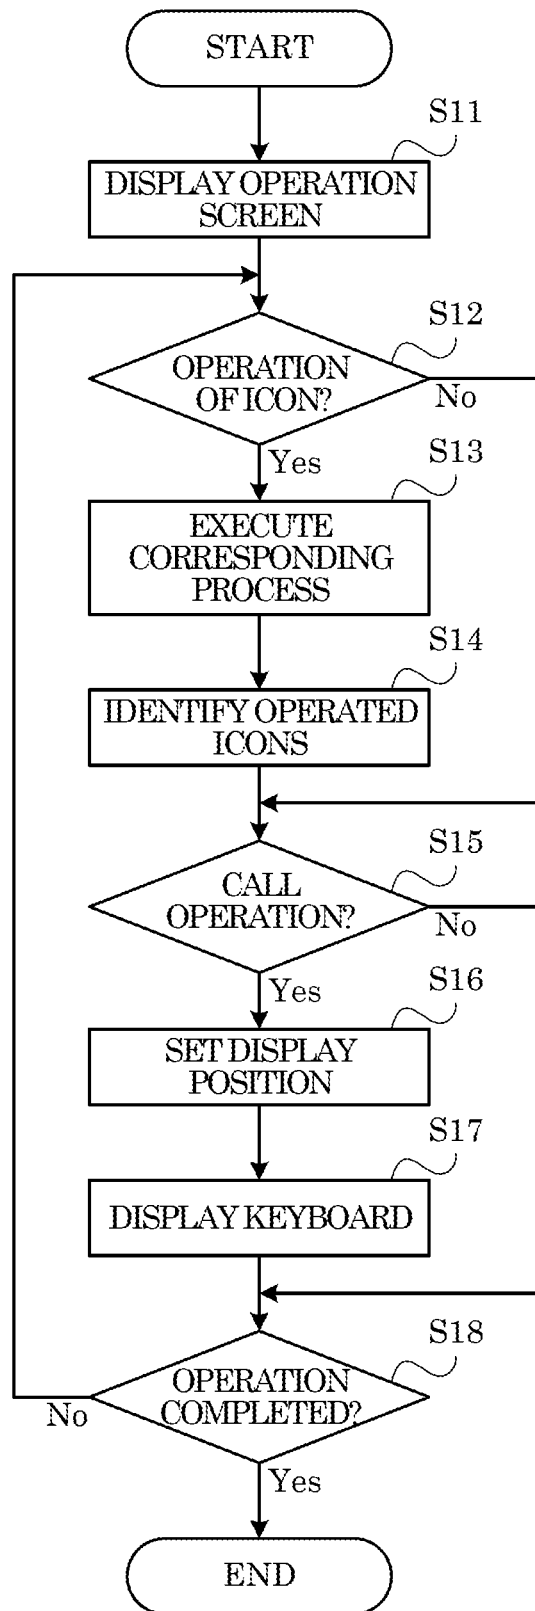 START
S11
DISPLAY OPERATION
SCREEN
S12
OPERATION
OF ICON?
No
Yes
S13
EXECUTE
CORRESPONDING
PROCESS
S14
IDENTIFY OPERATED
ICONS
S15
CALL
OPERATION?
No
Yes
S16
SET DISPLAY
POSITION
S17
DISPLAY KEYBOARD
S18
OPERATION
COMPLETED?
No
Yes
END